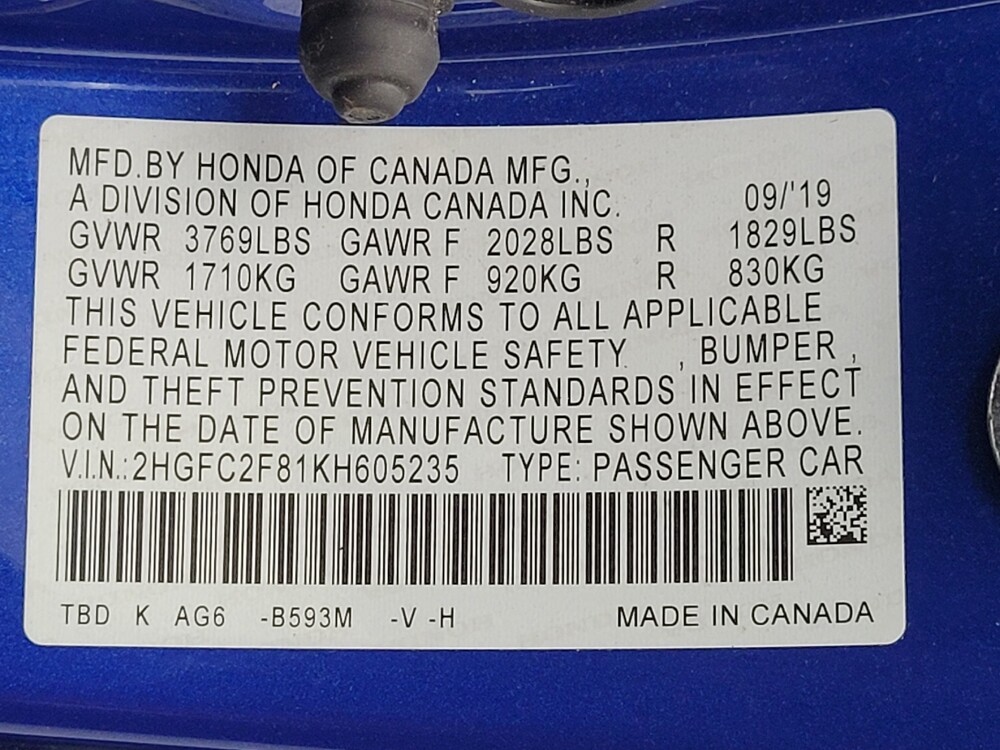 MFD.BY HONDA OF CANADA MFG.,
A DIVISION OF HONDA CANADA INC. 09/'19
GVWR 3769LBS GAWR F 2028LBS R 1829LBS
GVWR 1710KG GAWR F 920KG R 830KG
THIS VEHICLE CONFORMS TO ALL APPLICABLE
FEDERAL MOTOR VEHICLE SAFETY , BUMPER ,
AND THEFT PREVENTION STANDARDS IN EFFECT
ON THE DATE OF MANUFACTURE SHOWN ABOVE.
V.I.N.:2HGFC2F81KH605235 TYPE: PASSENGER CAR
TBD K AG6 -B593M -V -H MADE IN CANADA